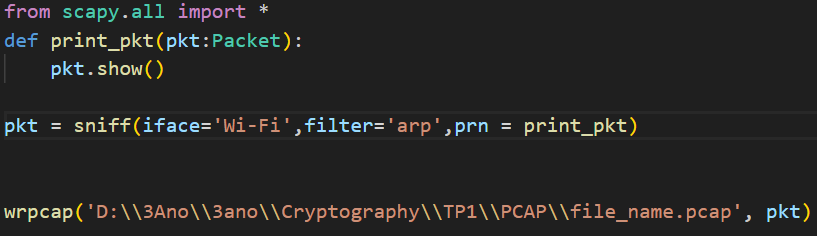 from scapy.all import *
def print_pkt(pkt:Packet):
    pkt.show()
pkt = sniff(iface='Wi-Fi',filter='arp',prn = print_pkt)
wrpcap('D:\\3Ano\\3ano\\Cryptography\\TP1\\PCAP\\file_name.pcap', pkt)